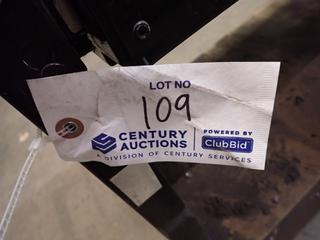 LOT NO
109
CENTURY AUCTIONS
POWERED BY
ClubBid
A DIVISION OF CENTURY SERVICES